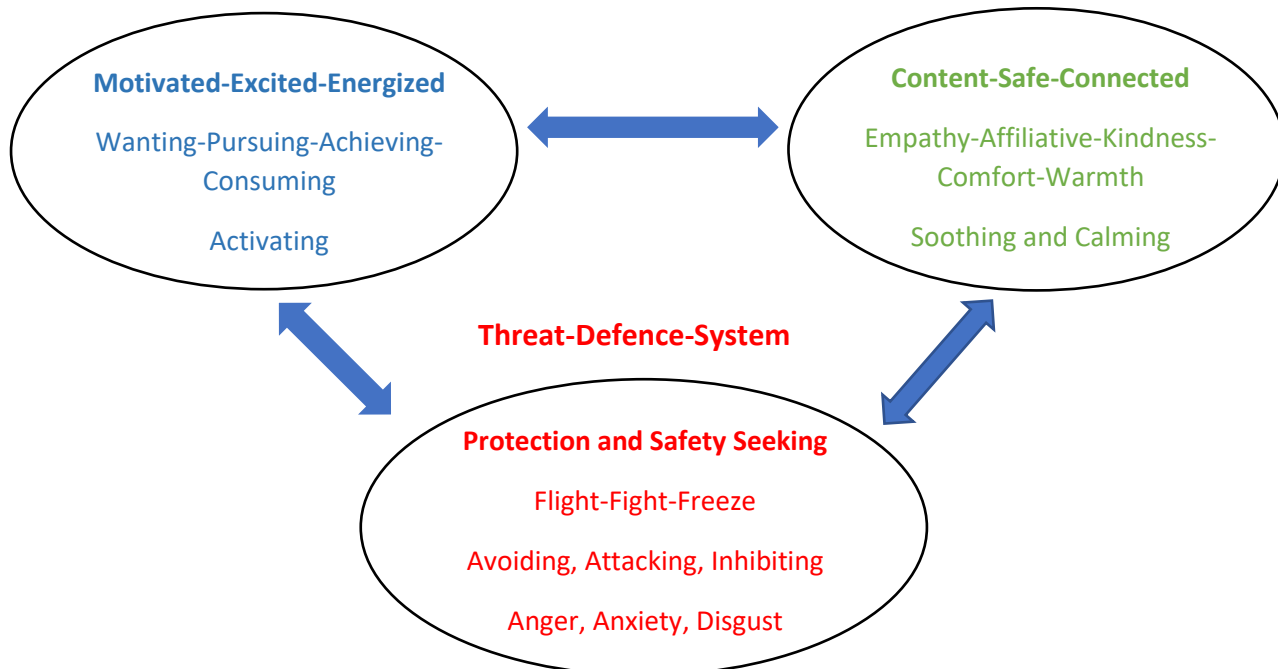 Motivated-Excited-Energized
Wanting-Pursuing-Achieving-
Consuming
Activating
Content-Safe-Connected
Empathy-Affiliative-Kindness-
Comfort-Warmth
Soothing and Calming
Threat-Defence-System
Protection and Safety Seeking
Flight-Fight-Freeze
Avoiding, Attacking, Inhibiting
Anger, Anxiety, Disgust